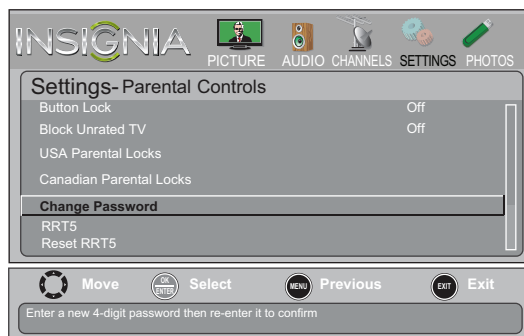 INSIGNIA
PICTURE AUDIO CHANNELS SETTINGS PHOTOS
Settings- Parental Controls
Button Lock Off
Block Unrated TV Off
USA Parental Locks
Canadian Parental Locks
Change Password
RRT5
Reset RRT5
Move OK ENTER Select MENU Previous EXIT Exit
Enter a new 4-digit password then re-enter it to confirm